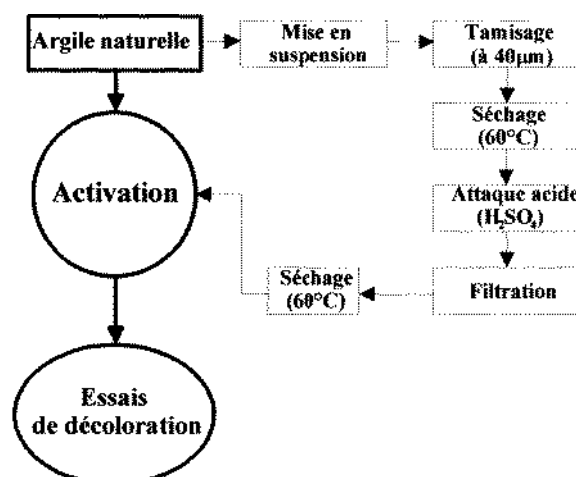 Argile naturelle
Mise en
suspension
Tamisage
(à 40µm)
Séchage
(60°C)
Attaque acide
(H₂SO₄)
Filtration
Séchage
(60°C)
Activation
Essais
de décoloration